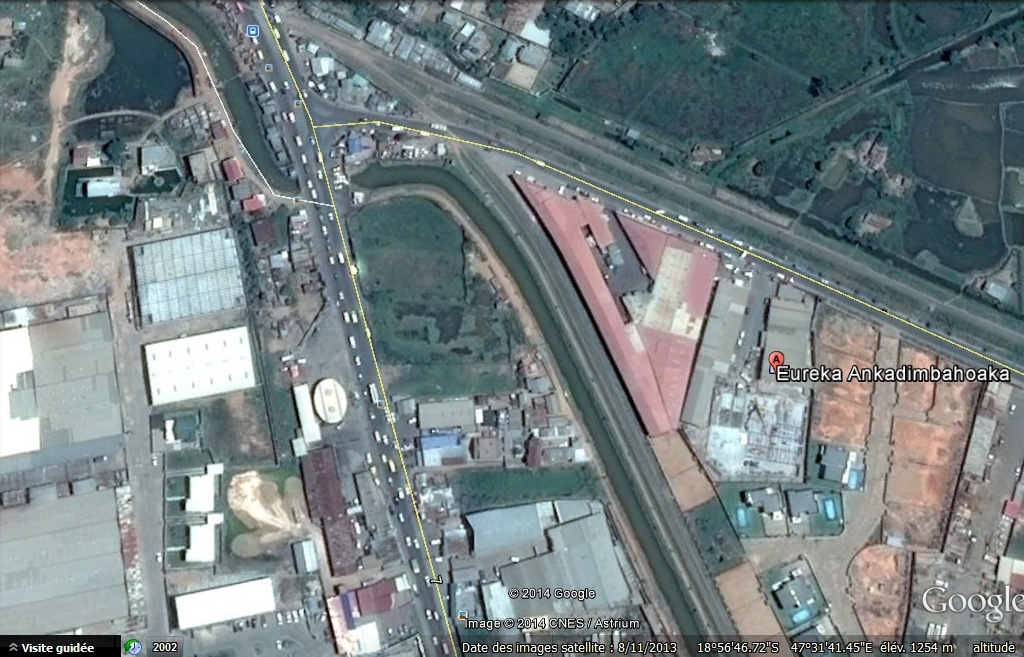 A
Eureka Ankadimbahoaka
7
© 2014 Google
Image © 2014 CNES / Astrium
Google
Visite guidée
2002
Date des images satellite : 8/11/2013 18°56'46.72"S 47°31'41.45"E élév. 1254 m altitude